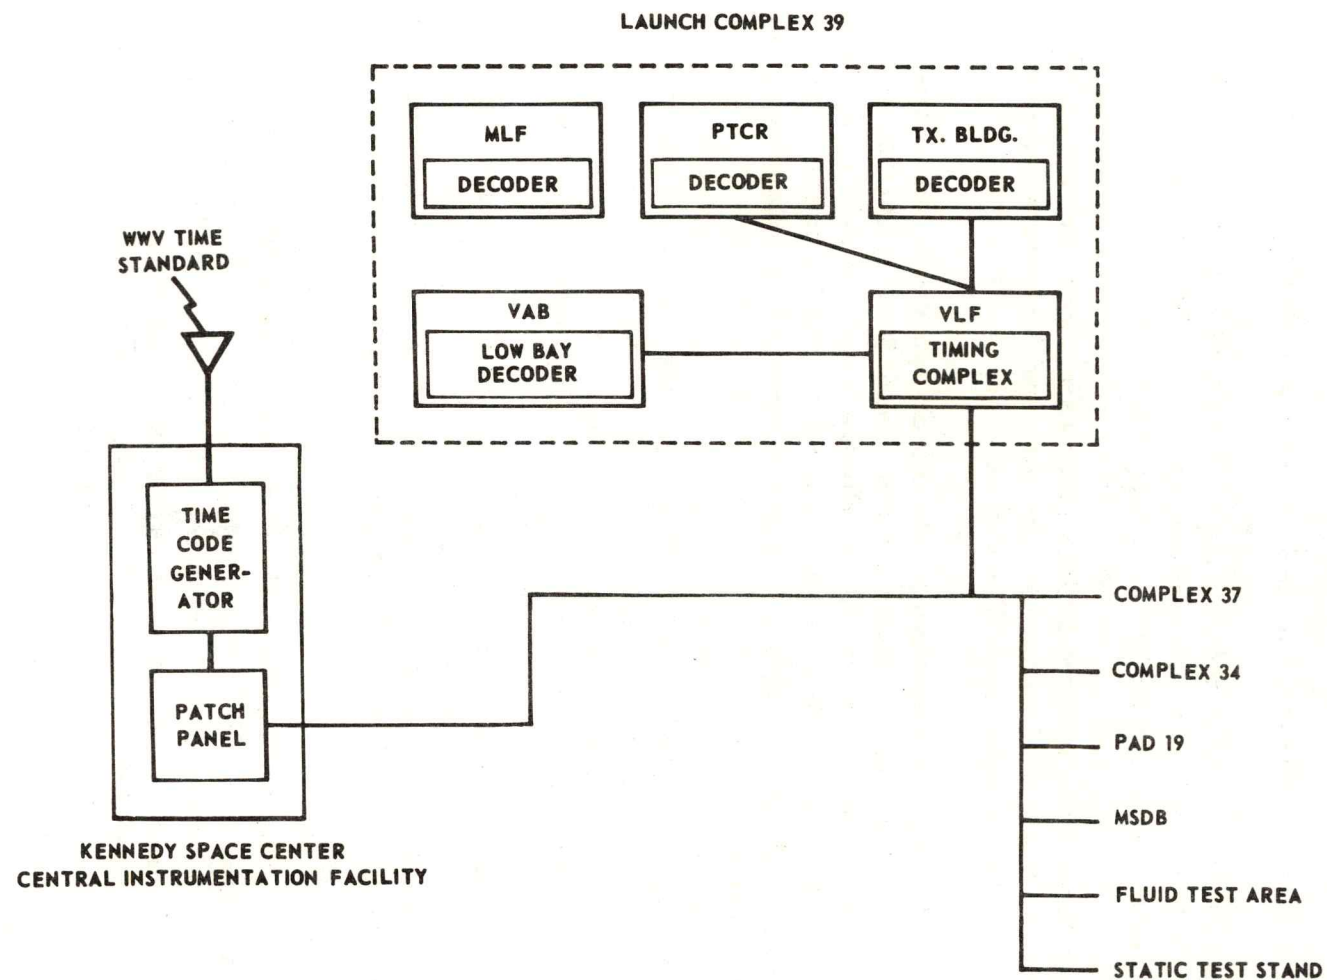 LAUNCH COMPLEX 39
MLF
DECODER
PTCR
DECODER
TX. BLDG.
DECODER
WWV TIME
STANDARD
VAB
LOW BAY
DECODER
VLF
TIMING
COMPLEX
TIME
CODE
GENER-
ATOR
PATCH
PANEL
KENNEDY SPACE CENTER
CENTRAL INSTRUMENTATION FACILITY
COMPLEX 37
COMPLEX 34
PAD 19
MSDB
FLUID TEST AREA
STATIC TEST STAND